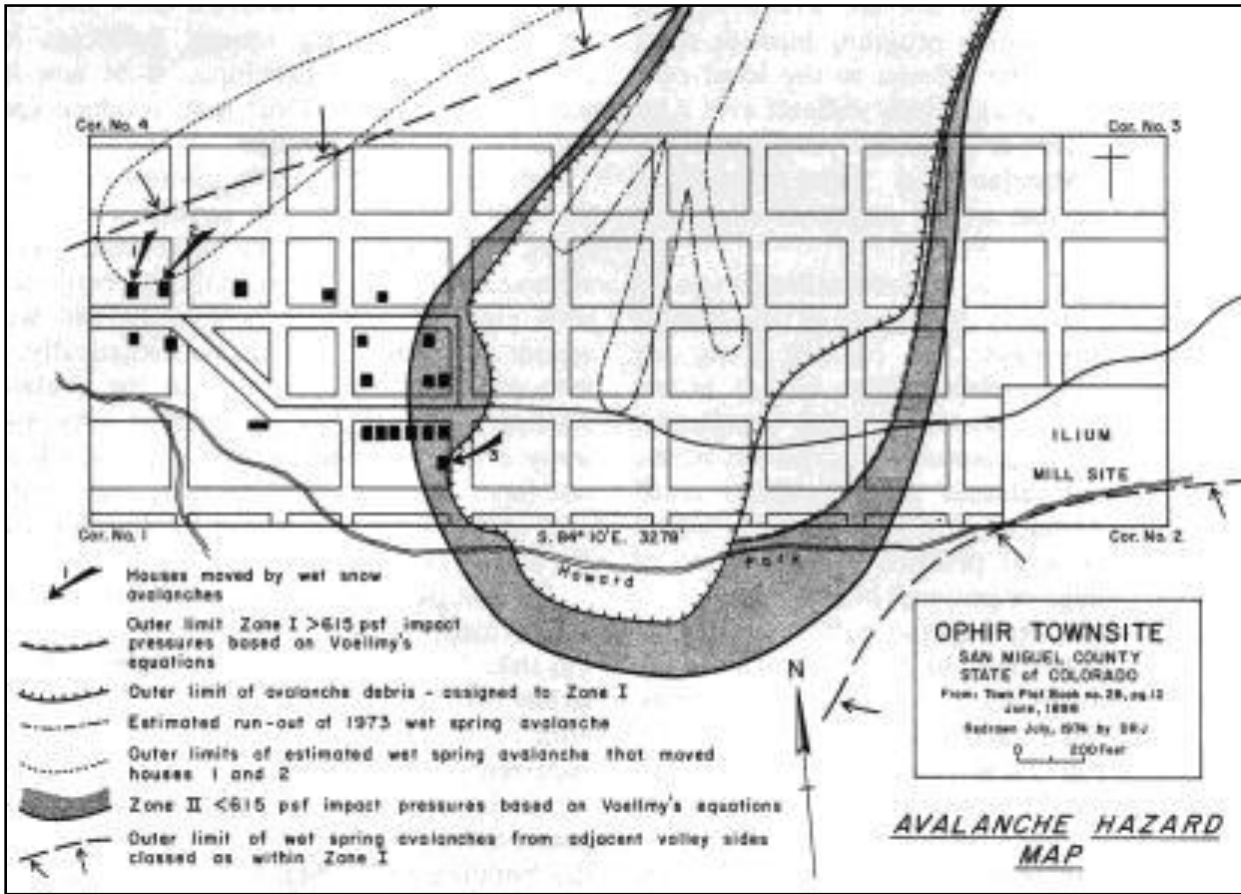 Cor. No. 4
Cor. No. 3
1
2
3
ILIUM
MILL SITE
Cor. No. 1
S. 84° 10' E. 3278'
Cor. No. 2.
Howard Fork
1
Houses moved by wet snow
avalanches
Outer limit Zone I >615 psf impact
pressures based on Voellmy's
equations
Outer limit of avalanche debris - assigned to Zone I
Estimated run-out of 1973 wet spring avalanche
Outer limits of estimated wet spring avalanche that moved
houses 1 and 2
Zone II <615 psf impact pressures based on Voellmy's equations
Outer limit of wet spring avalanches from adjacent valley sides
classed as within Zone I
N
OPHIR TOWNSITE
SAN MIGUEL COUNTY
STATE of COLORADO
From: Town Plat Book no. 28, pg. 12
June,
Redrawn July, 1974 by DRJ
0 200 Feet
AVALANCHE HAZARD
MAP